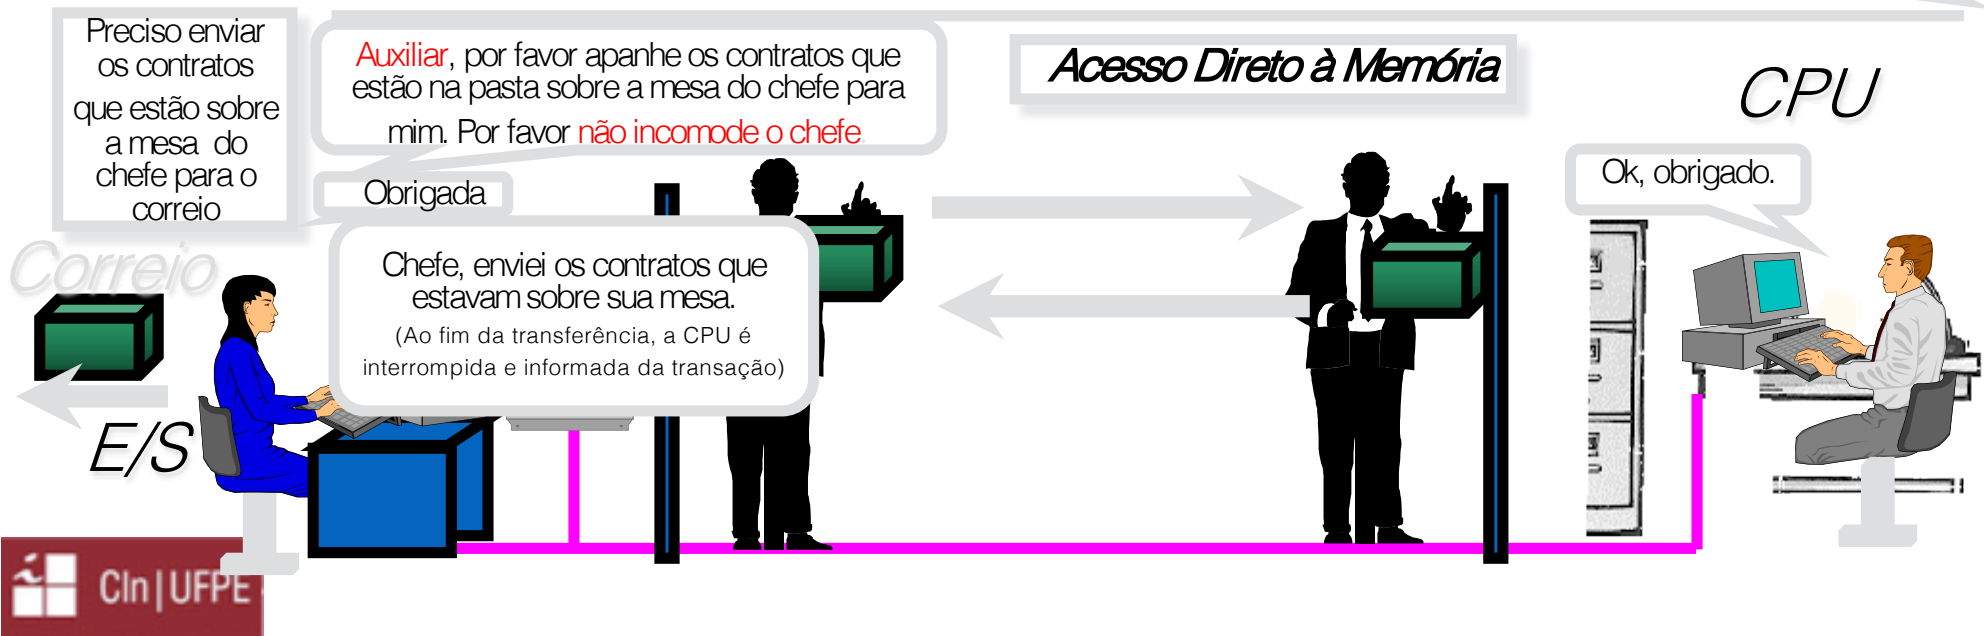 Preciso enviar
os contratos
que estão sobre
a mesa do
chefe para o
correio
Auxiliar, por favor apanhe os contratos que
estão na pasta sobre a mesa do chefe para
mim. Por favor não incomode o chefe.
Obrigada
Chefe, enviei os contratos que
estavam sobre sua mesa.
(Ao fim da transferência, a CPU é
interrompida e informada da transação)
Acesso Direto à Memória
CPU
Ok, obrigado.
Correio
E/S
CIn | UFPE